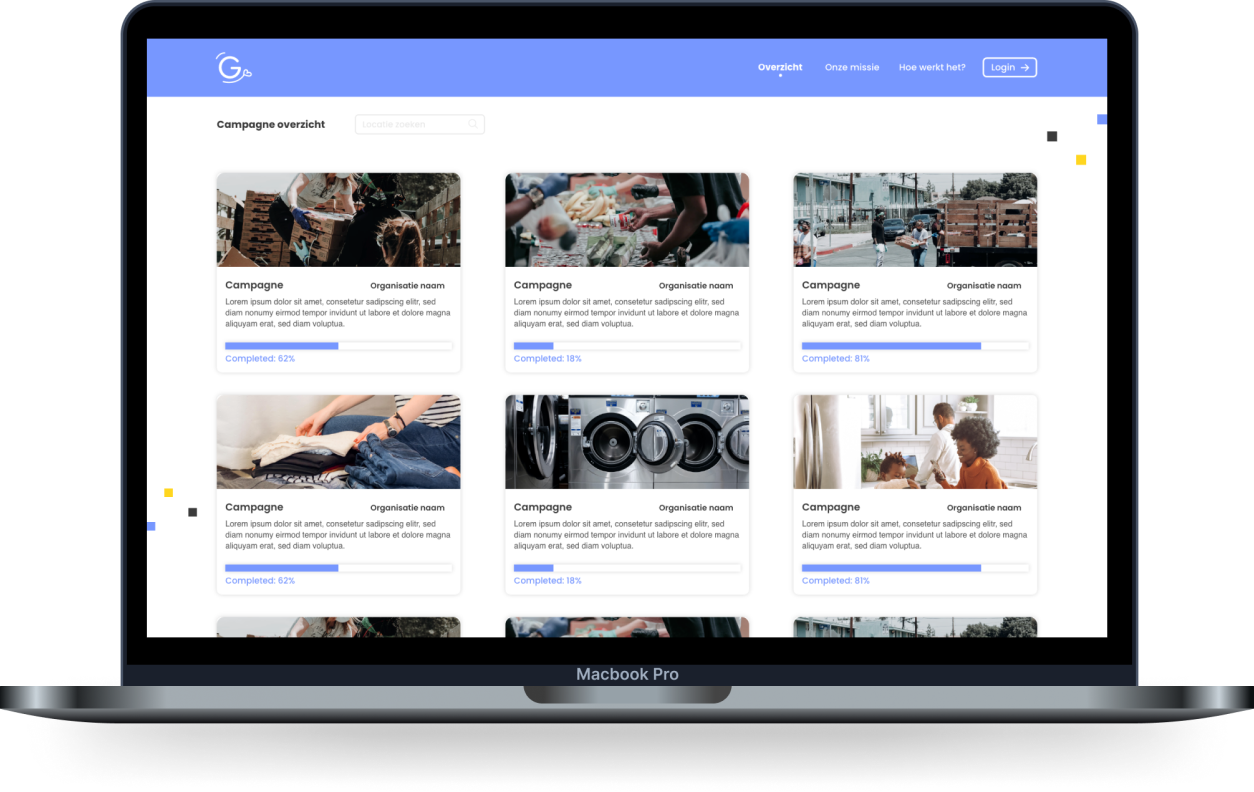 G
Overzicht
Onze missie
Hoe werkt het?
Login →
Campagne overzicht
Locatie zoeken
Campagne Organisatie naam
Lorem ipsum dolor sit amet, consetetur sadipscing elitr, sed
diam nonumy eirmod tempor invidunt ut labore et dolore magna
aliquyam erat, sed diam voluptua.
Completed: 62%
Campagne Organisatie naam
Lorem ipsum dolor sit amet, consetetur sadipscing elitr, sed
diam nonumy eirmod tempor invidunt ut labore et dolore magna
aliquyam erat, sed diam voluptua.
Completed: 18%
Campagne Organisatie naam
Lorem ipsum dolor sit amet, consetetur sadipscing elitr, sed
diam nonumy eirmod tempor invidunt ut labore et dolore magna
aliquyam erat, sed diam voluptua.
Completed: 81%
Campagne Organisatie naam
Lorem ipsum dolor sit amet, consetetur sadipscing elitr, sed
diam nonumy eirmod tempor invidunt ut labore et dolore magna
aliquyam erat, sed diam voluptua.
Completed: 62%
Campagne Organisatie naam
Lorem ipsum dolor sit amet, consetetur sadipscing elitr, sed
diam nonumy eirmod tempor invidunt ut labore et dolore magna
aliquyam erat, sed diam voluptua.
Completed: 18%
Campagne Organisatie naam
Lorem ipsum dolor sit amet, consetetur sadipscing elitr, sed
diam nonumy eirmod tempor invidunt ut labore et dolore magna
aliquyam erat, sed diam voluptua.
Completed: 81%
Macbook Pro